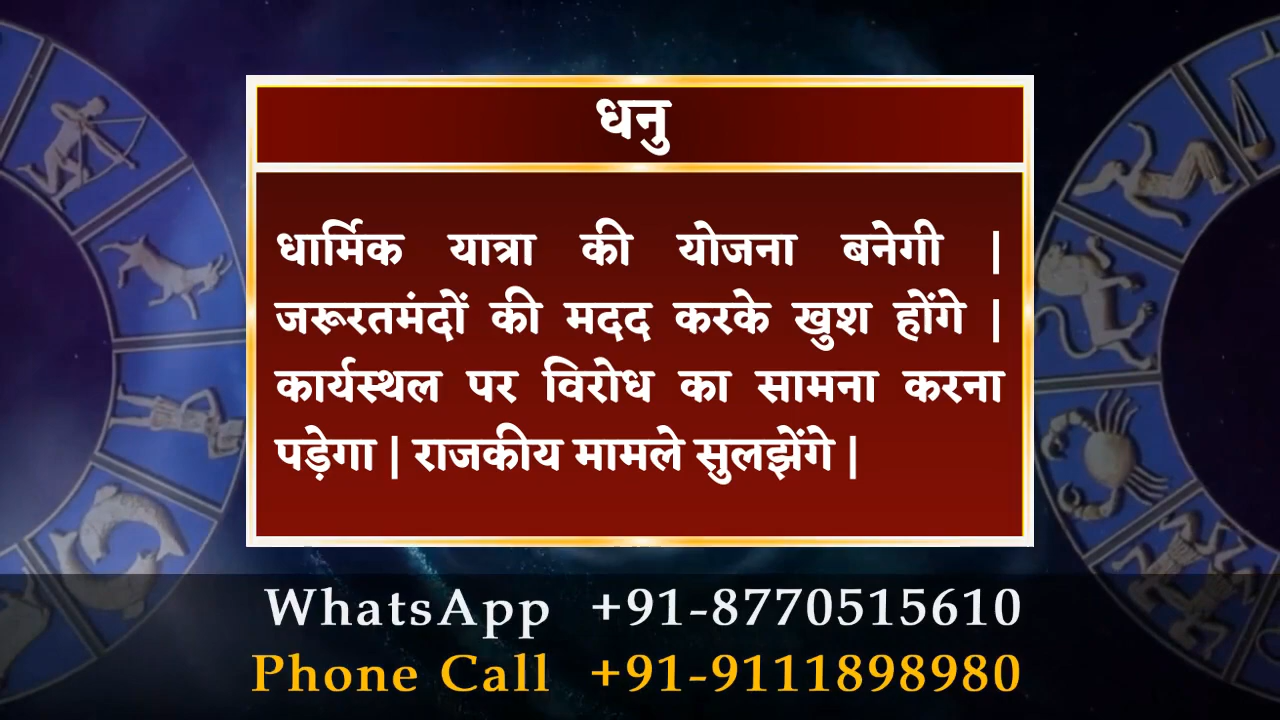 धनु
धार्मिक यात्रा की योजना बनेगी |
जरूरतमंदों की मदद करके खुश होंगे |
कार्यस्थल पर विरोध का सामना करना
पड़ेगा | राजकीय मामले सुलझेंगे |
WhatsApp +91-8770515610
Phone Call +91-9111898980